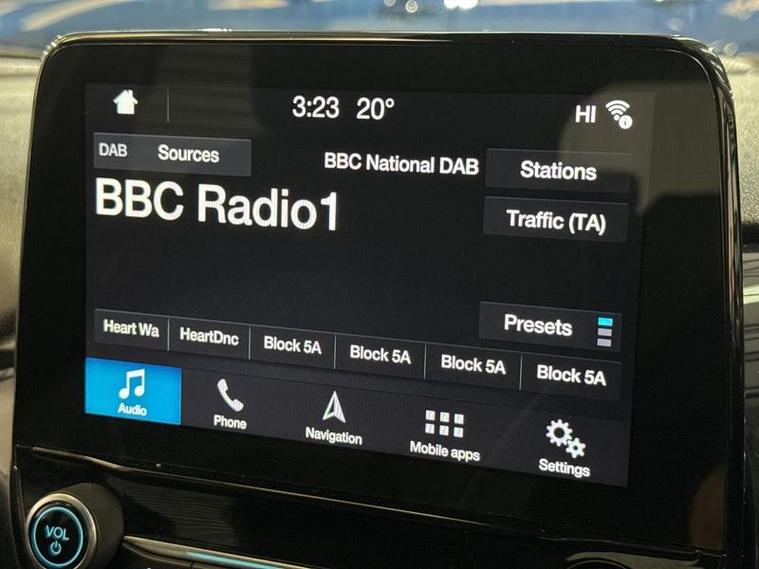 3:23 20° HI
DAB Sources
BBC National DAB
Stations
BBC Radio1
Traffic (TA)
Presets
Heart Wa HeartDnc Block 5A Block 5A Block 5A Block 5A
Audio Phone Navigation Mobile apps Settings
VOL